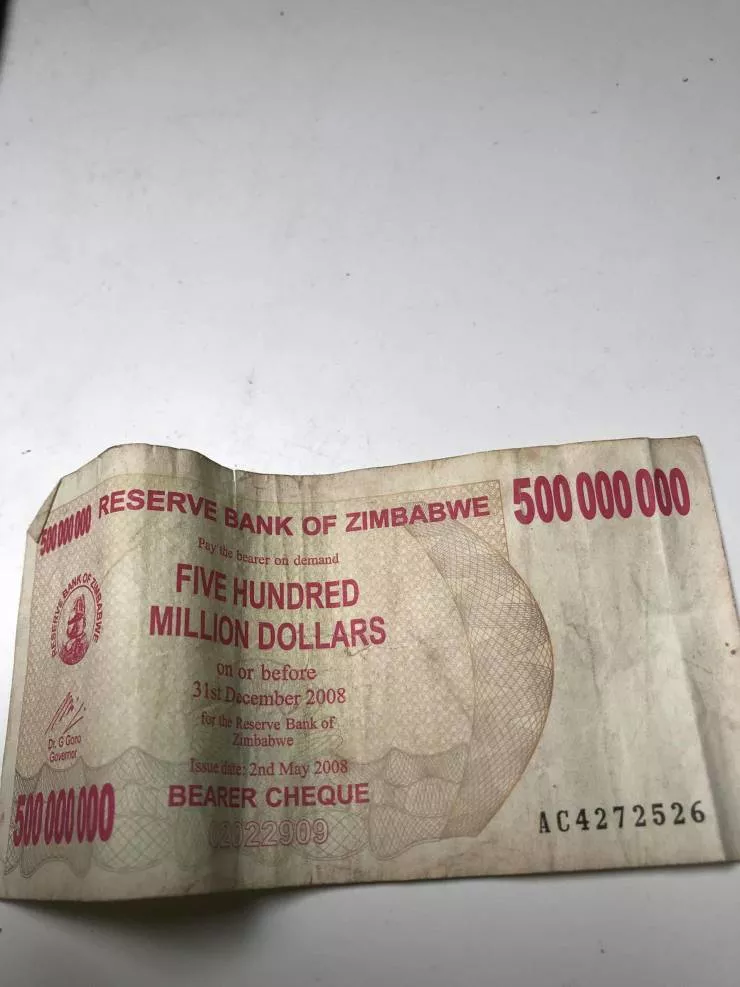 500 000 000
RESERVE BANK OF ZIMBABWE
500 000 000
Pay the bearer on demand
FIVE HUNDRED
MILLION DOLLARS
RESERVE BANK OF ZIMBABWE
on or before
31st December 2008
for the Reserve Bank of
Zimbabwe
Dr. G Gono
Governor
Issue date: 2nd May 2008
BEARER CHEQUE
500 000 000
AC4272526